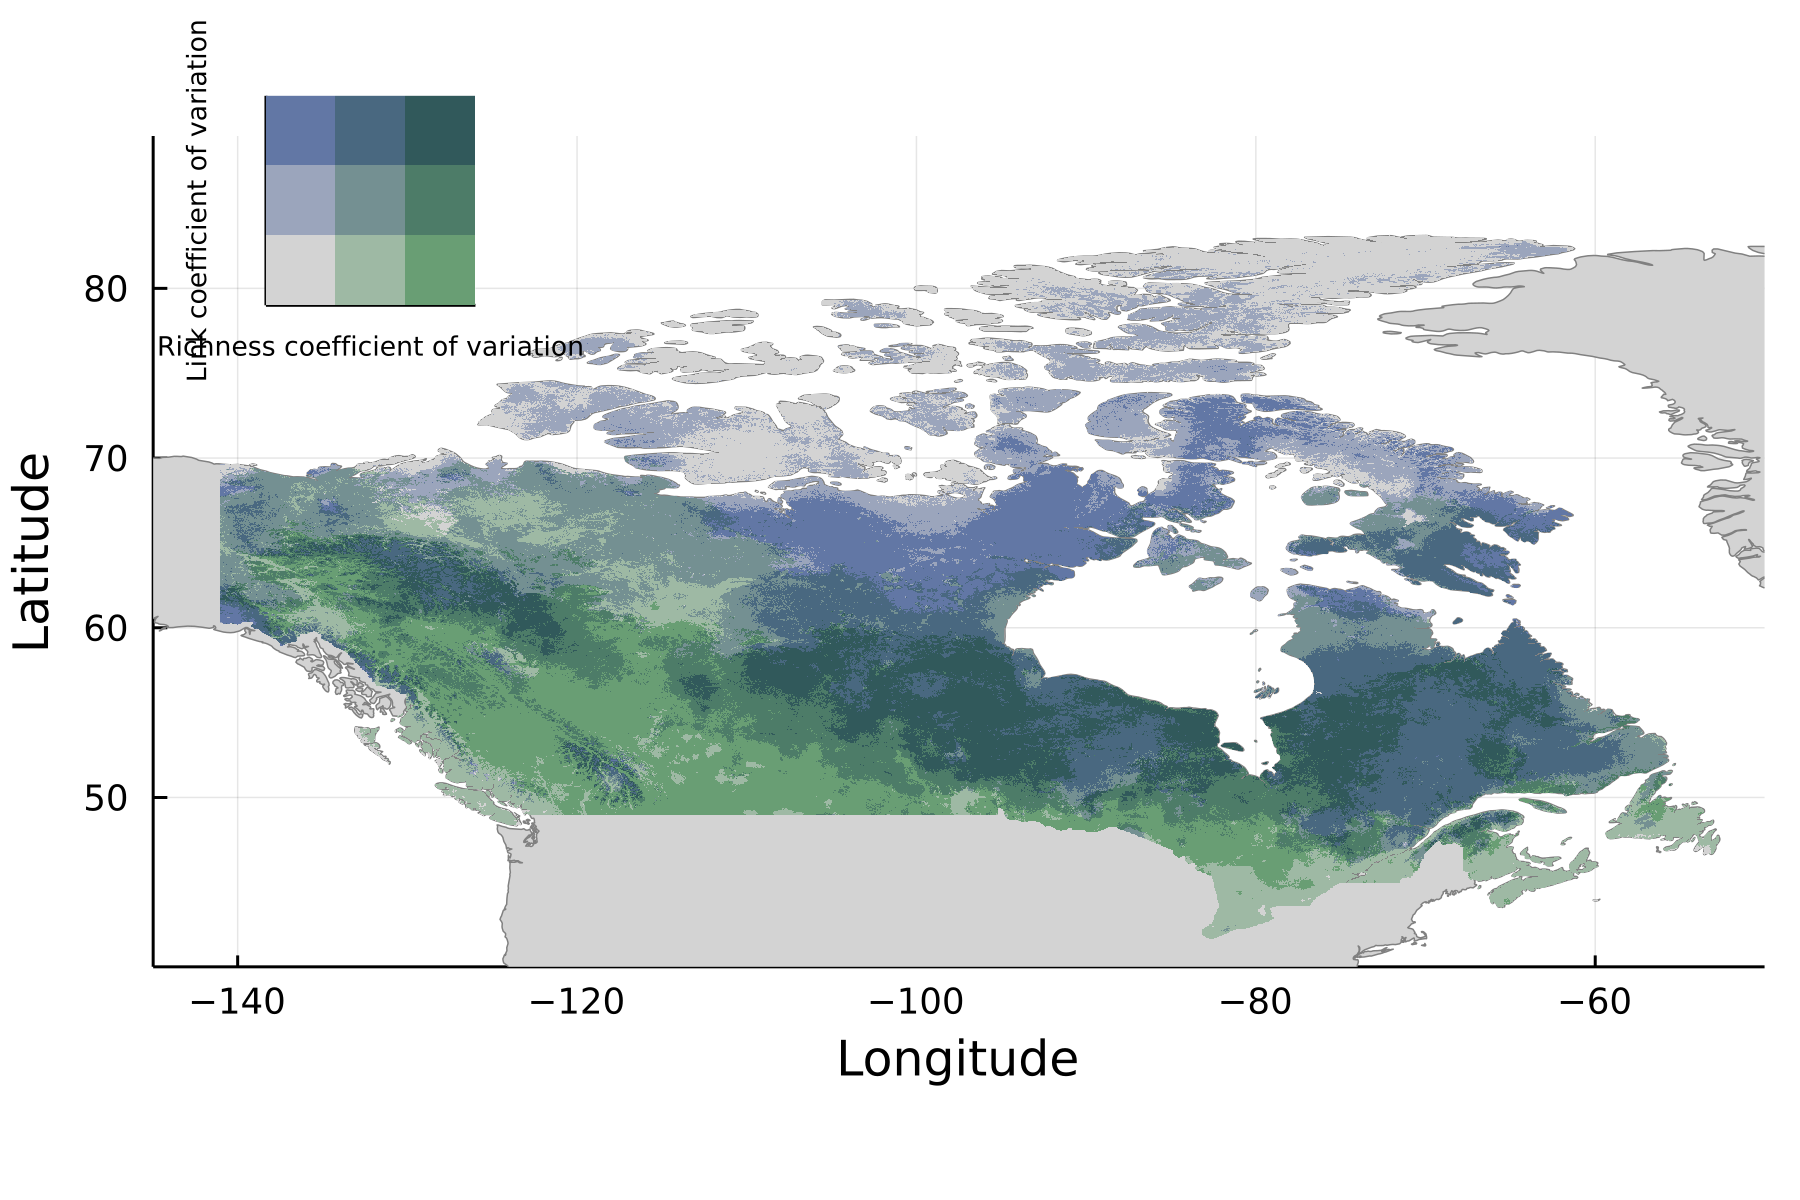 Link coefficient of variation
Richness coefficient of variation
Latitude
80
70
60
50
−140
−120
−100
−80
−60
Longitude